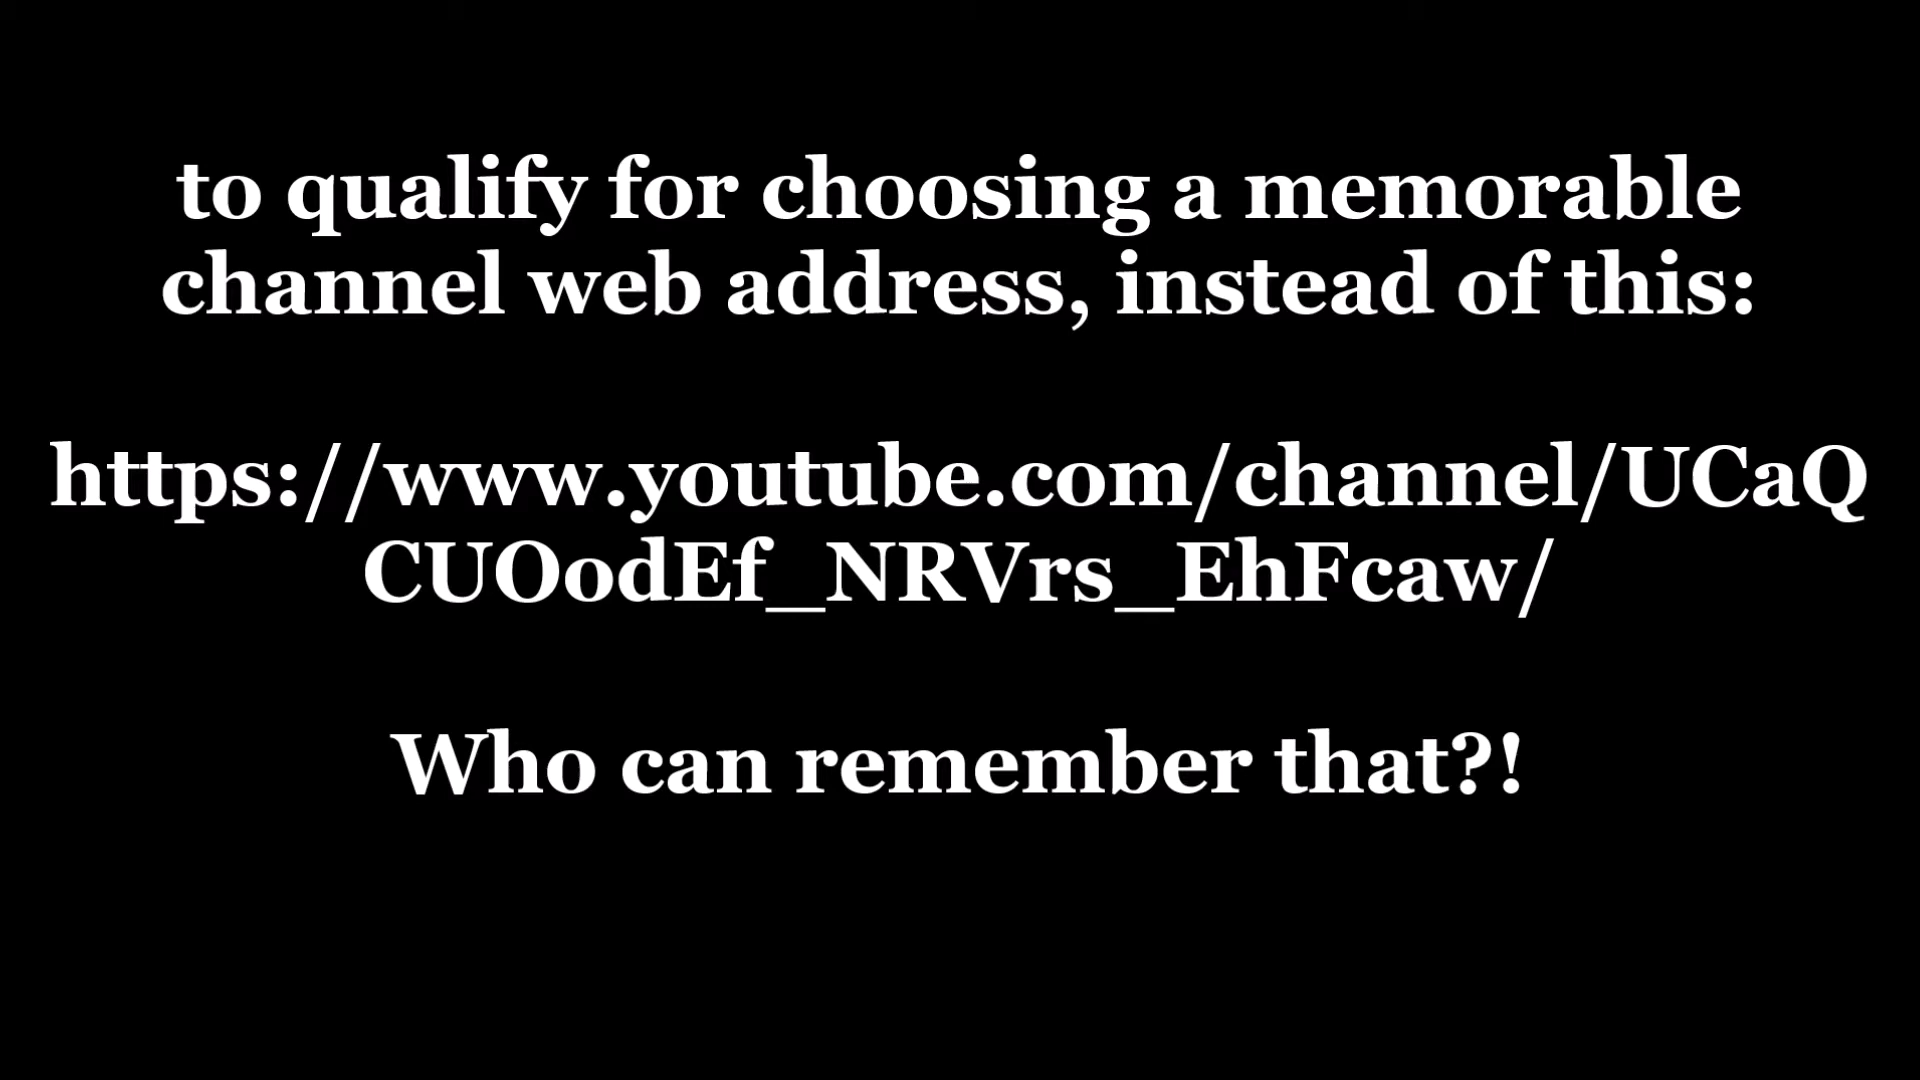 to qualify for choosing a memorable
channel web address, instead of this:
https://www.youtube.com/channel/UCaQ
CUOodEf_NRVrs_EhFcaw/
Who can remember that?!